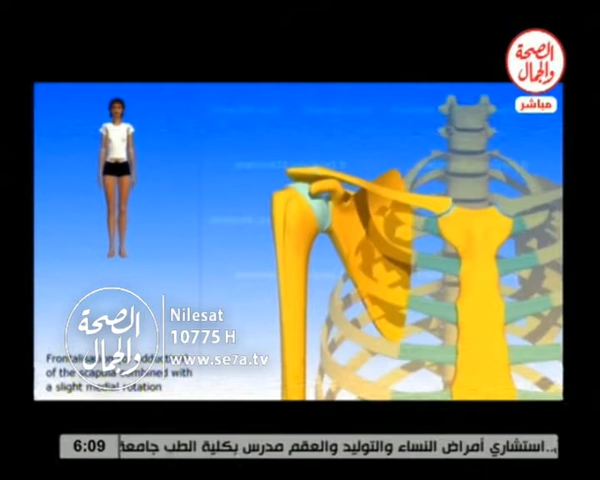 الصحة
والجمال
مباشر
الصحة
والجمال
Nilesat
10775 H
www.se7a.tv
of the scapula combined with
a slight medial rotation
6:09
..استشاري أمراض النساء والتوليد والعقم مدرس بكلية الطب جامعة